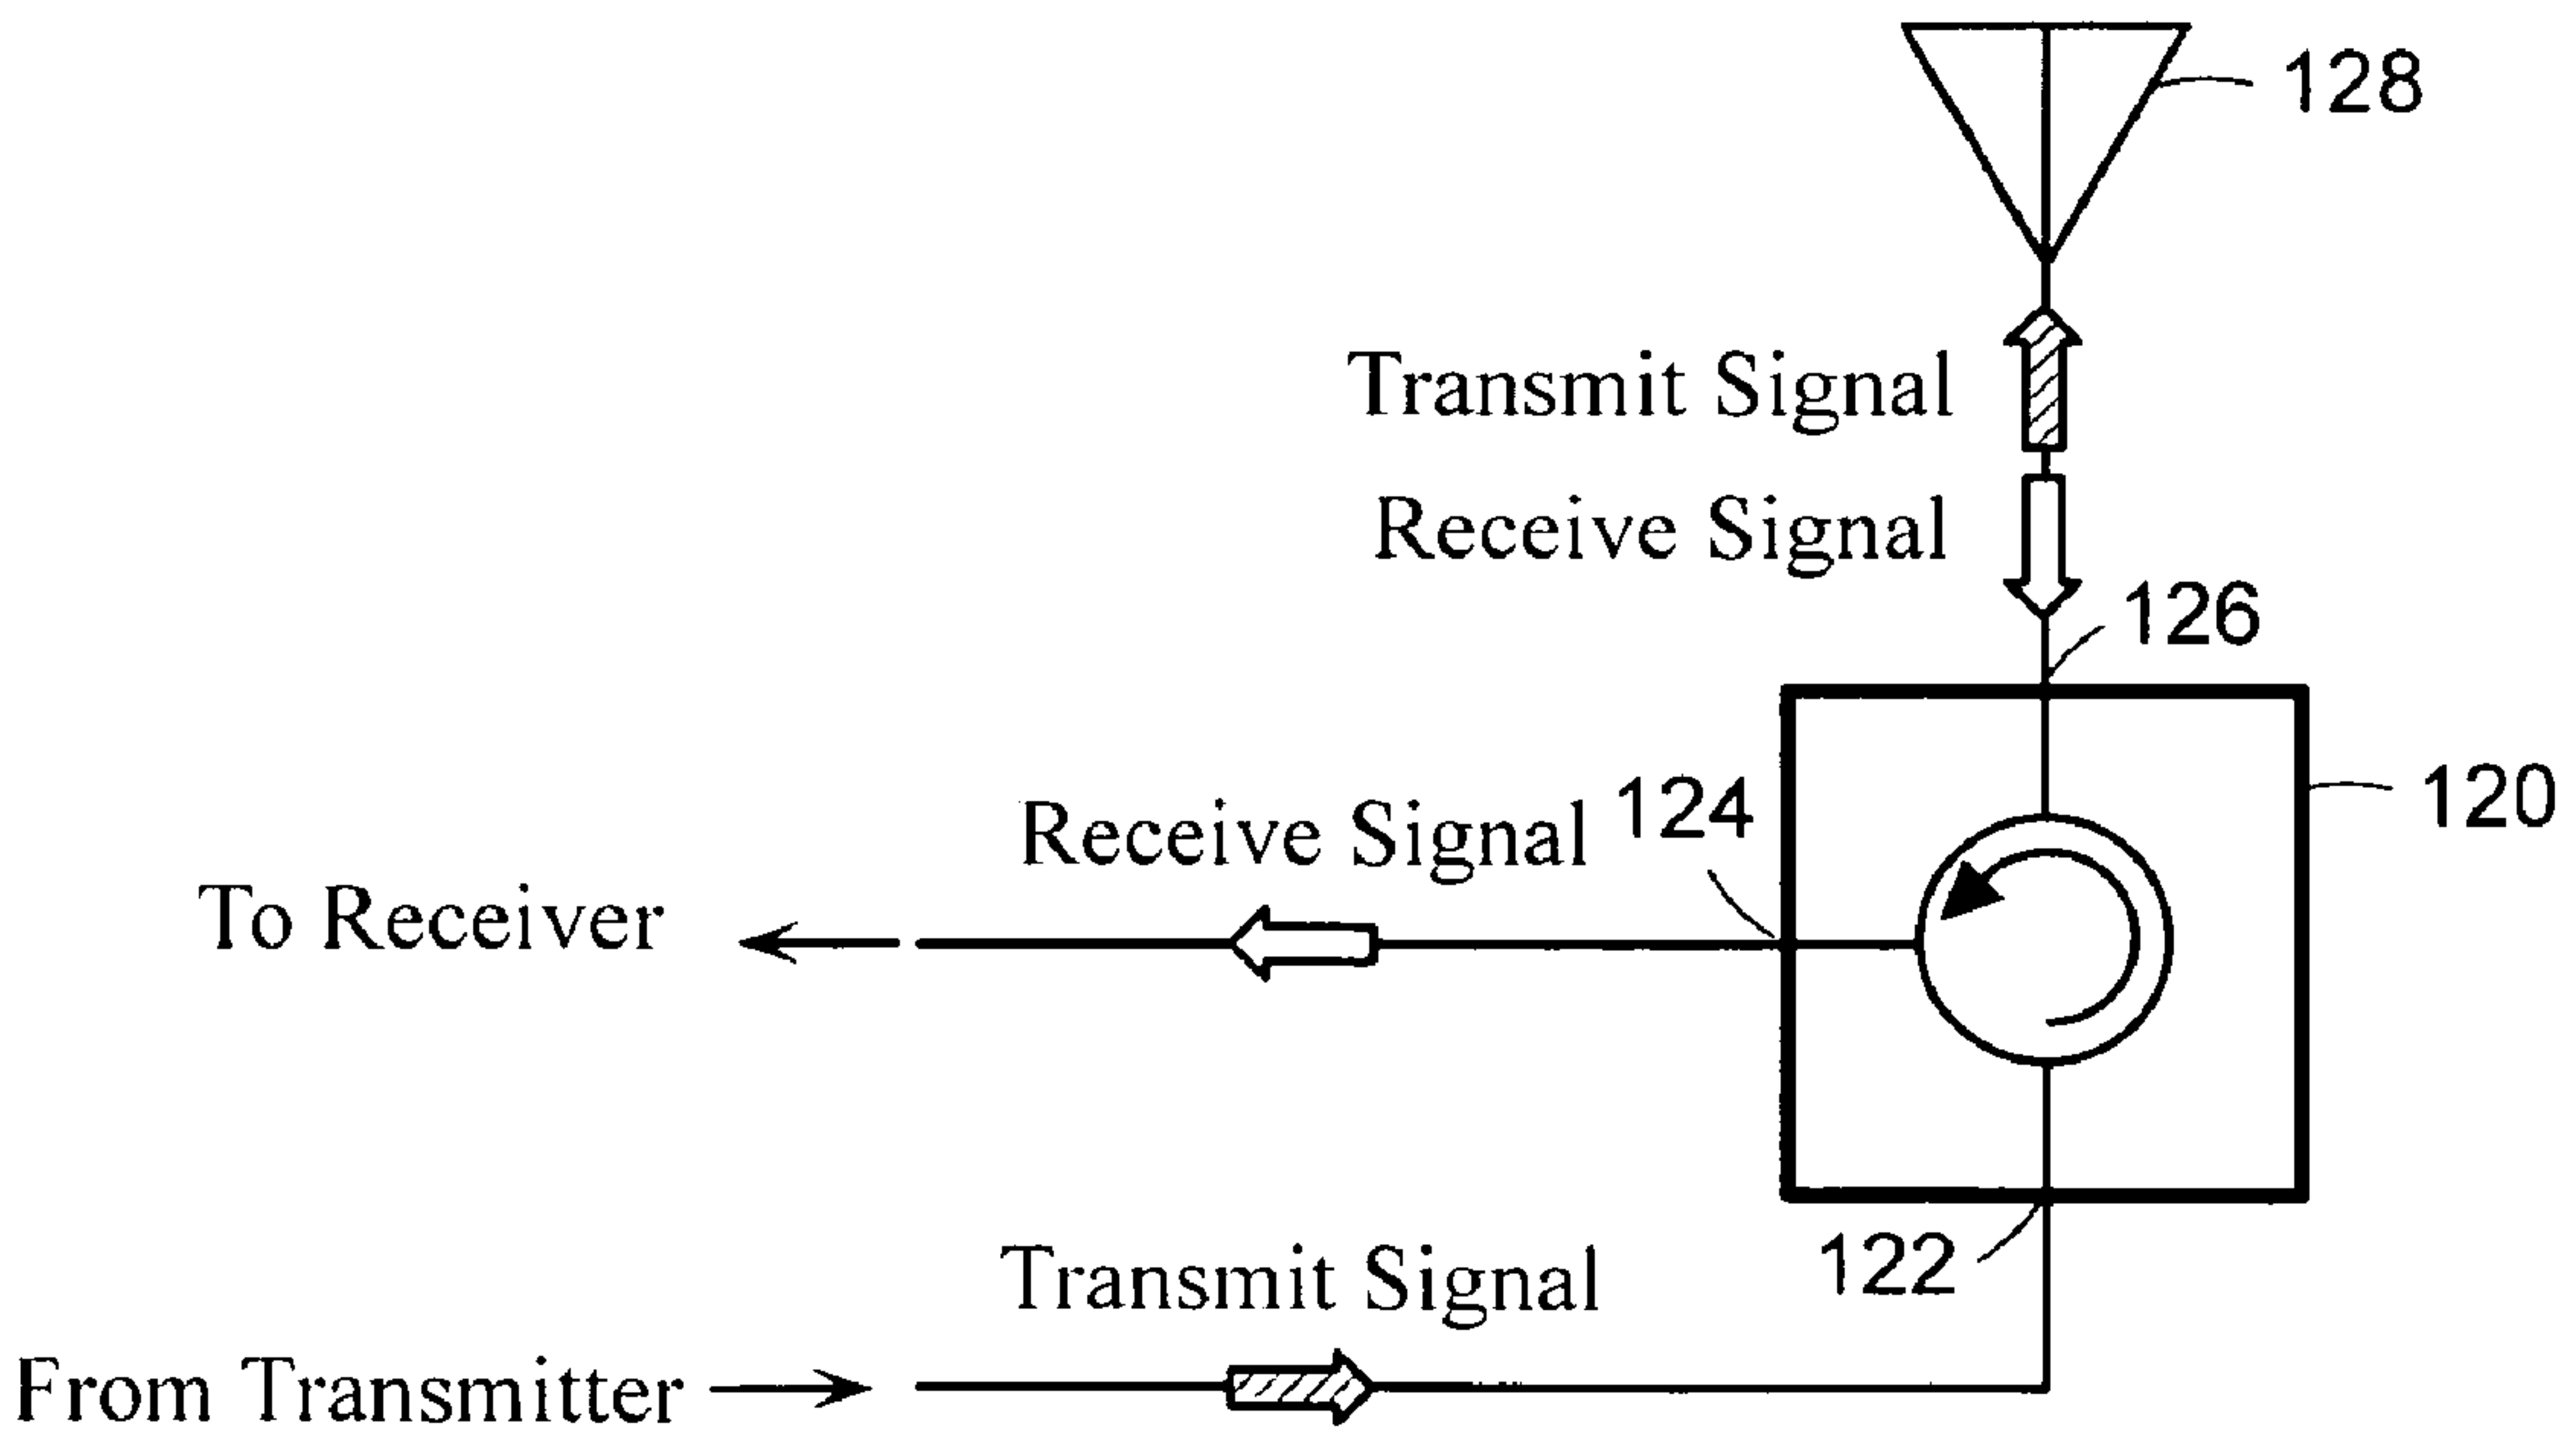 128
Transmit Signal
Receive Signal
126
120
124
Receive Signal
To Receiver
122
Transmit Signal
From Transmitter